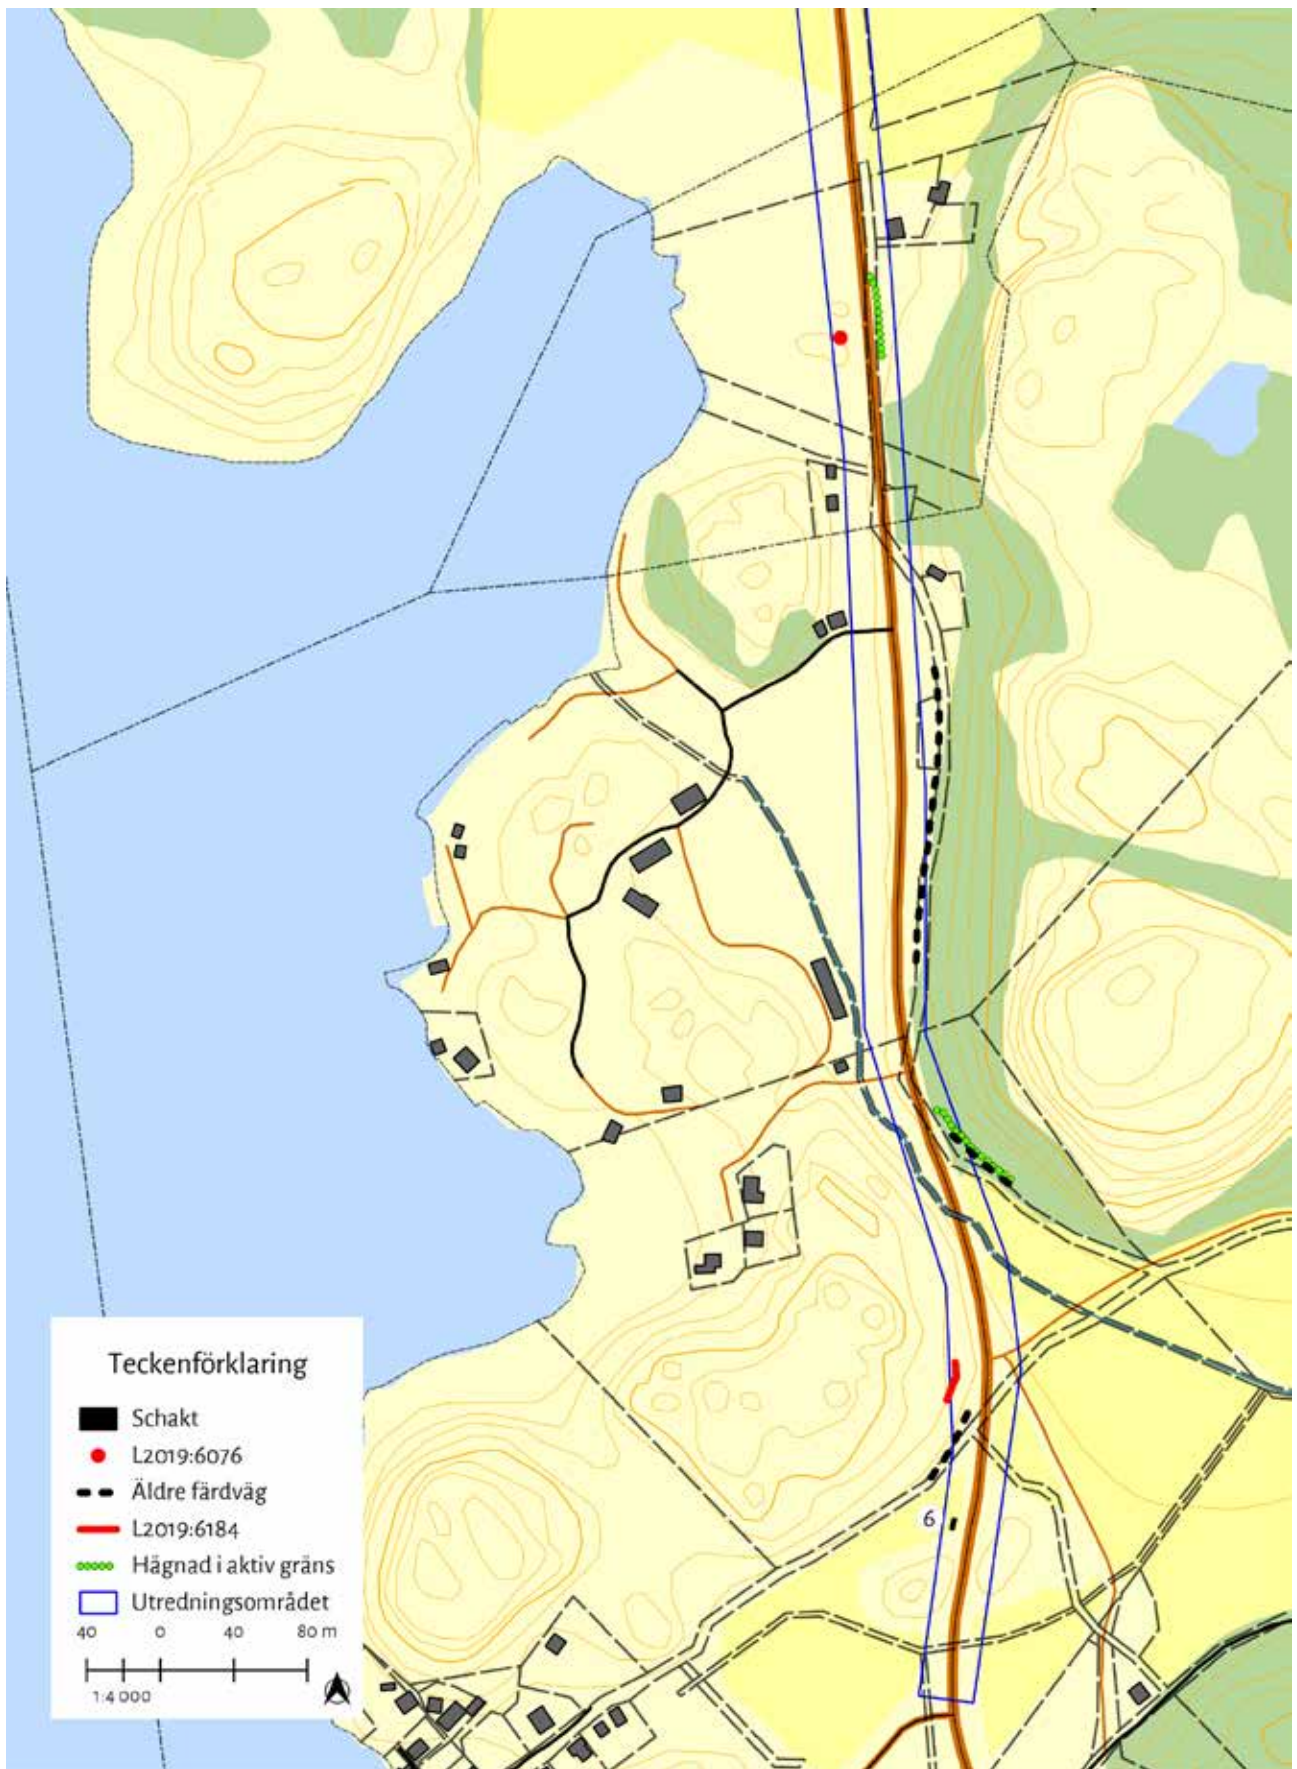 6
Teckenförklaring
Schakt
L2019:6076
Äldre färdväg
L2019:6184
Hägnad i aktiv gräns
Utredningsområdet
40 0 40 80 m
1:4 000